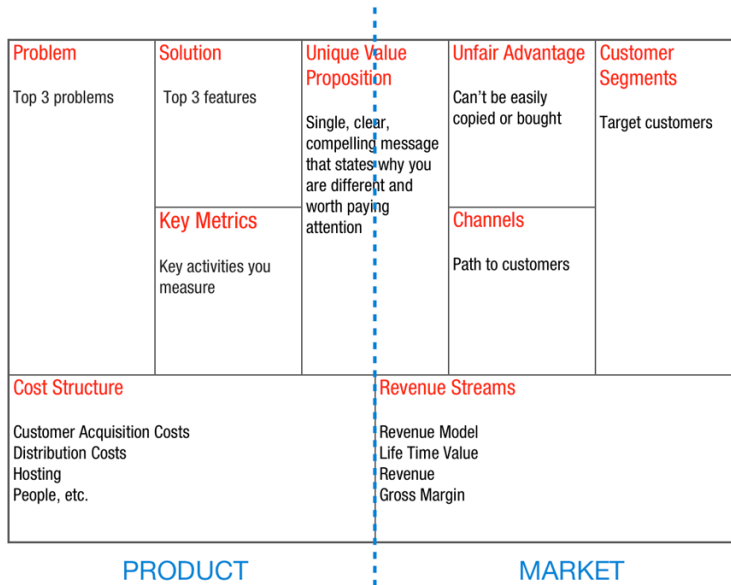 Problem
Top 3 problems
Solution
Top 3 features
Key Metrics
Key activities you
measure
Unique Value
Proposition
Single, clear,
compelling message
that states why you
are different and
worth paying
attention
Unfair Advantage
Can't be easily
copied or bought
Channels
Path to customers
Customer
Segments
Target customers
Cost Structure
Customer Acquisition Costs
Distribution Costs
Hosting
People, etc.
Revenue Streams
Revenue Model
Life Time Value
Revenue
Gross Margin
PRODUCT
MARKET